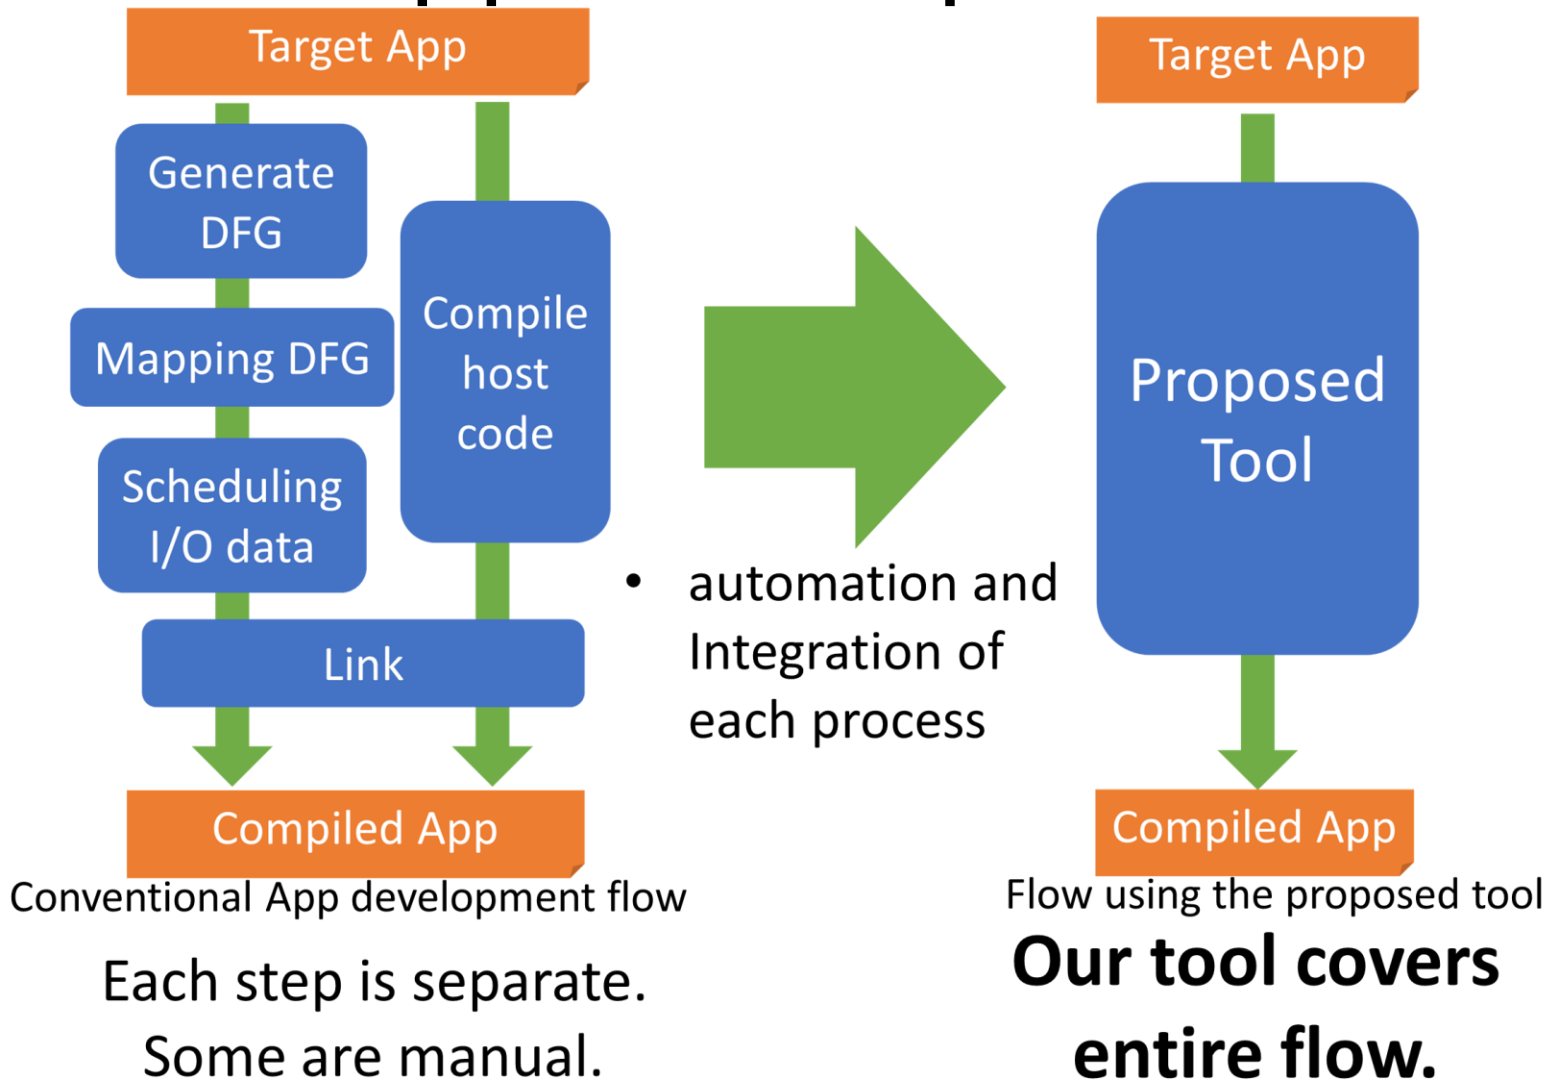 Target App
Generate
DFG
Mapping DFG
Scheduling
I/O data
Compile
host
code
Link
Compiled App
Conventional App development flow
Each step is separate.
Some are manual.
• automation and
Integration of
each process
Target App
Proposed
Tool
Compiled App
Flow using the proposed tool
Our tool covers
entire flow.